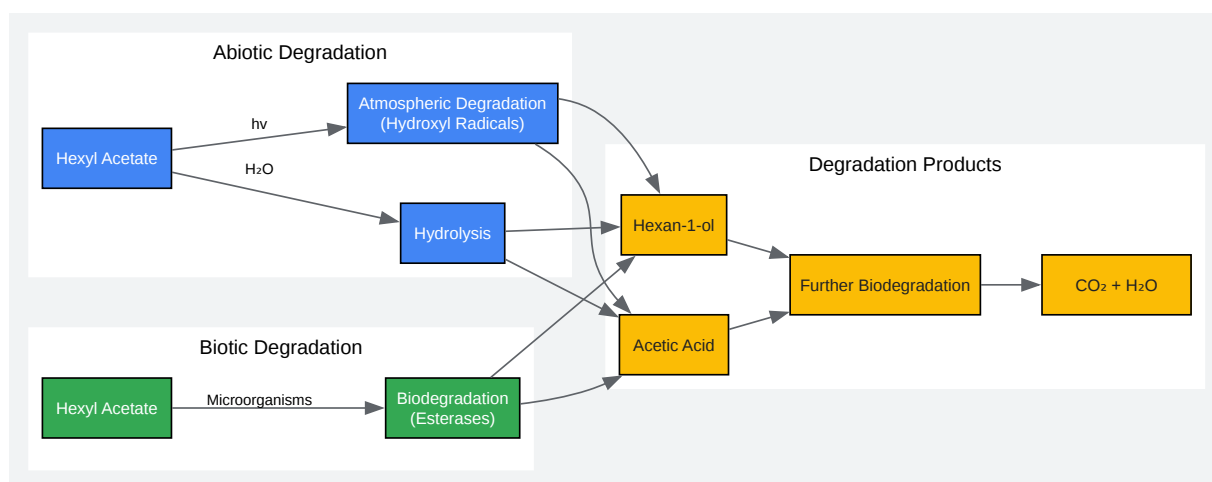 Abiotic Degradation
Hexyl Acetate
hv
H₂O
Atmospheric Degradation
(Hydroxyl Radicals)
Hydrolysis
Biotic Degradation
Hexyl Acetate
Microorganisms
Biodegradation
(Esterases)
Degradation Products
Hexan-1-ol
Acetic Acid
Further Biodegradation
CO₂ + H₂O